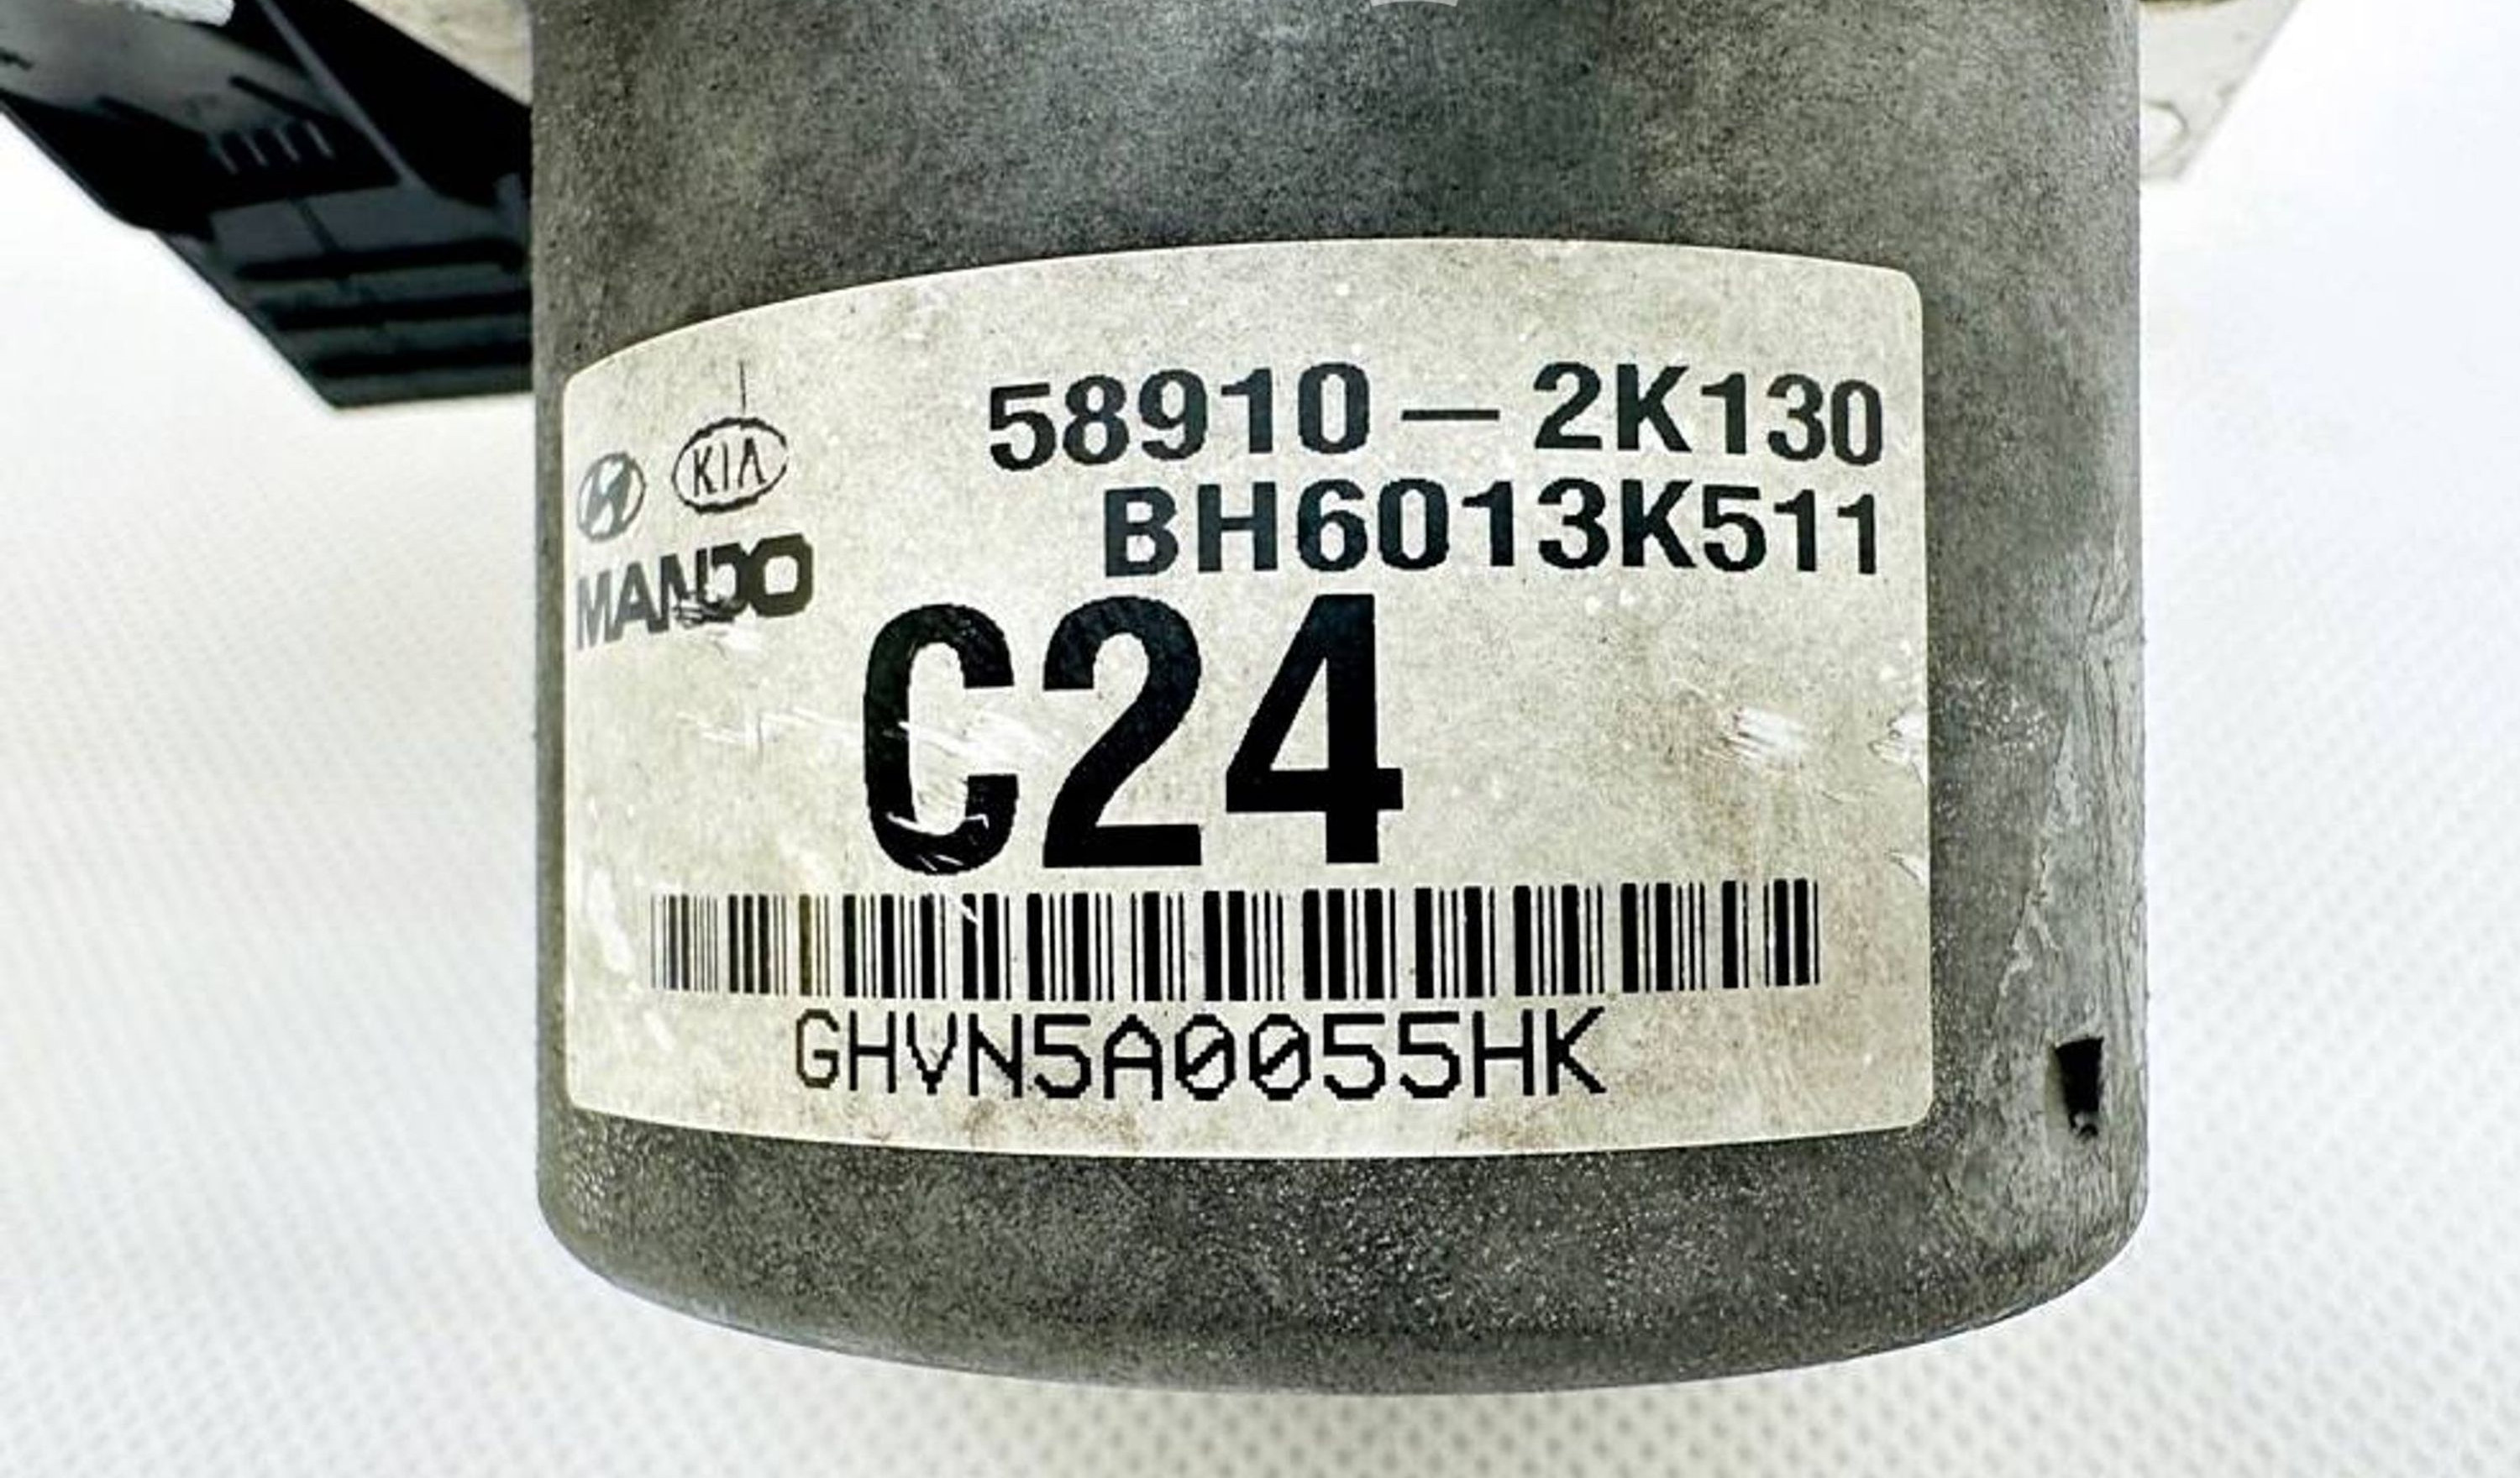 58910 – 2K130
KIA
BH6013K511
MANDO
C24
GHVN5A0055HK